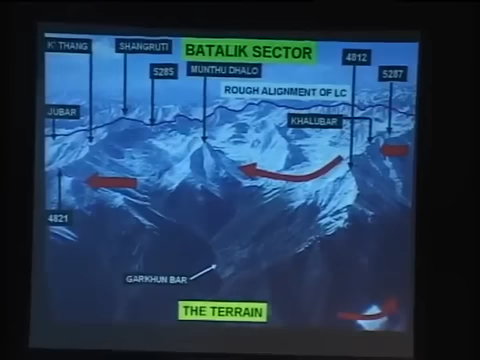 BATALIK SECTOR
K' THANG
SHANGRUTI
5285
MUNTHU DHALO
4812
5287
ROUGH ALIGNMENT OF LC
JUBAR
KHALUBAR
4821
GARKHUN BAR
THE TERRAIN